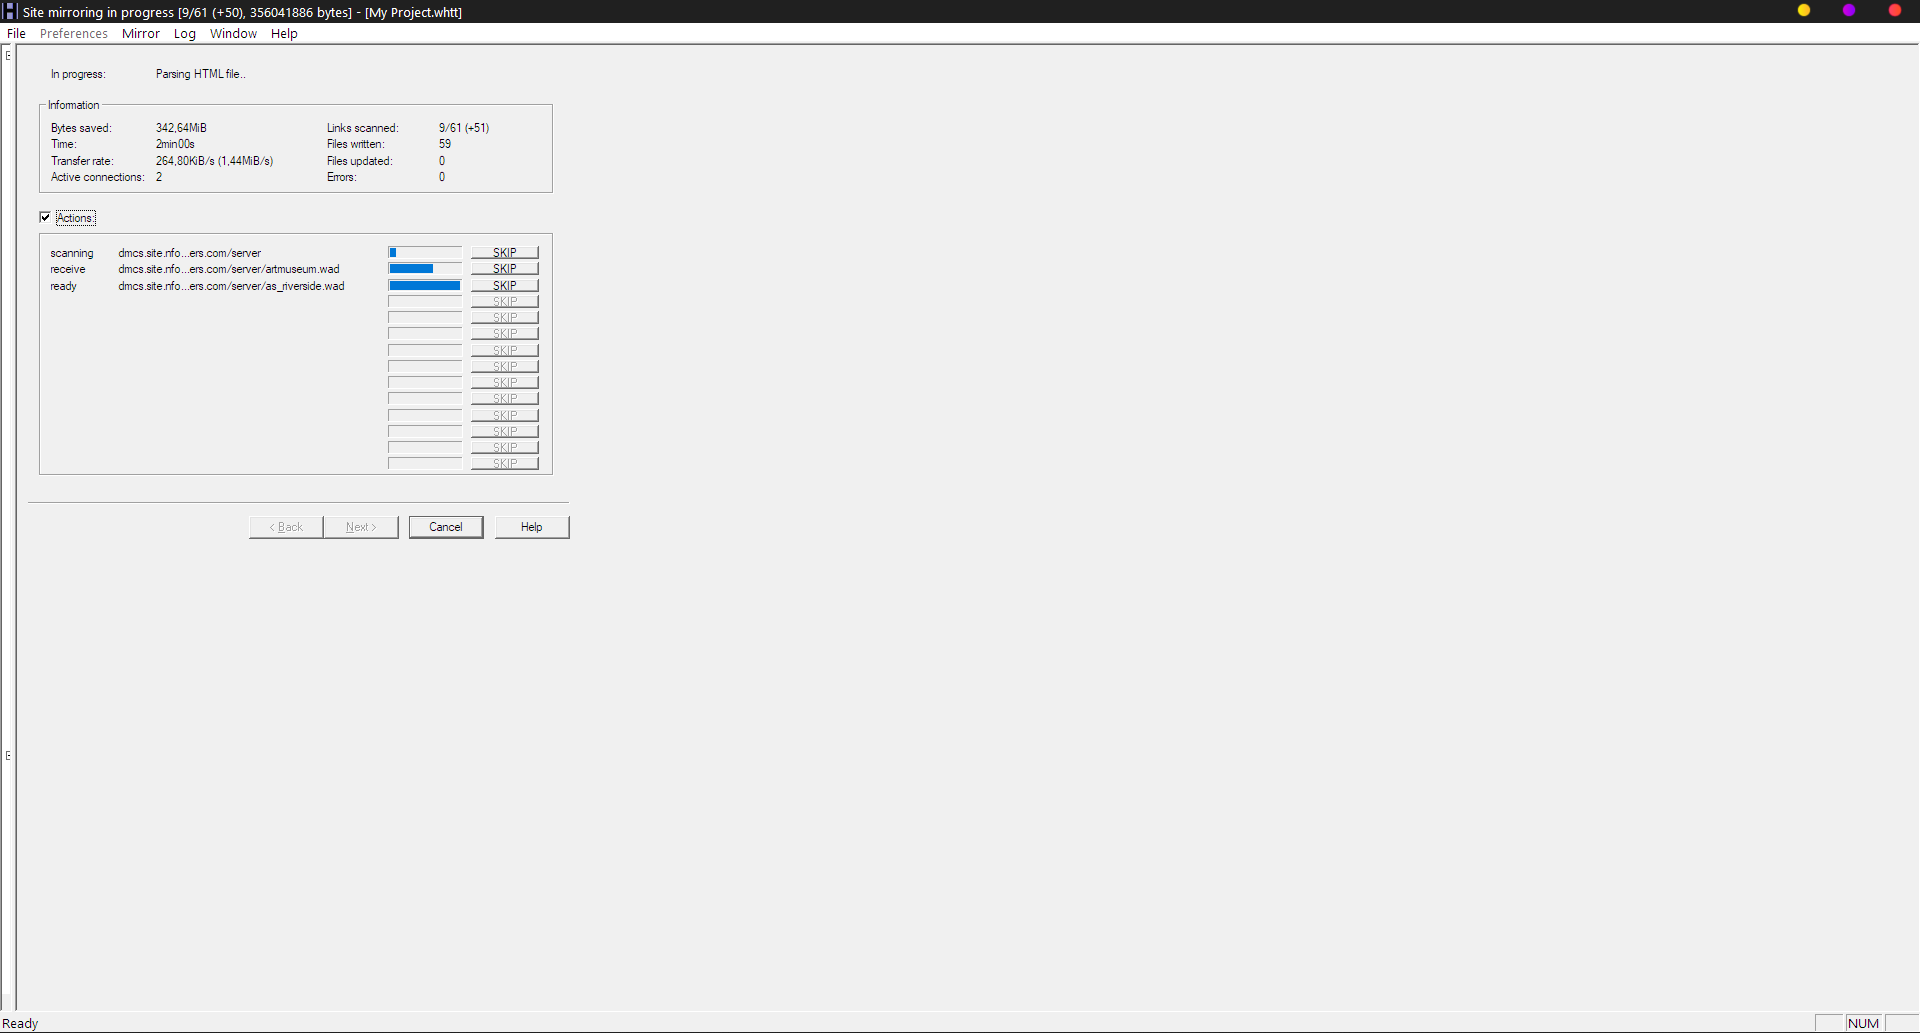 Site mirroring in progress [9/61 (+50), 356041886 bytes] - [My Project.whtt]
File Preferences Mirror Log Window Help
In progress: Parsing HTML file..
Information
Bytes saved: 342,64MiB Links scanned: 9/61 (+51)
Time: 2min00s Files written: 59
Transfer rate: 264,80KiB/s (1,44MiB/s) Files updated: 0
Active connections: 2 Errors: 0
Actions:
scanning dmcs.site.nfo...ers.com/server SKIP
receive dmcs.site.nfo...ers.com/server/artmuseum.wad SKIP
ready dmcs.site.nfo...ers.com/server/as_riverside.wad SKIP
SKIP
SKIP
SKIP
SKIP
SKIP
SKIP
SKIP
SKIP
SKIP
SKIP
SKIP
< Back Next > Cancel Help
Ready NUM